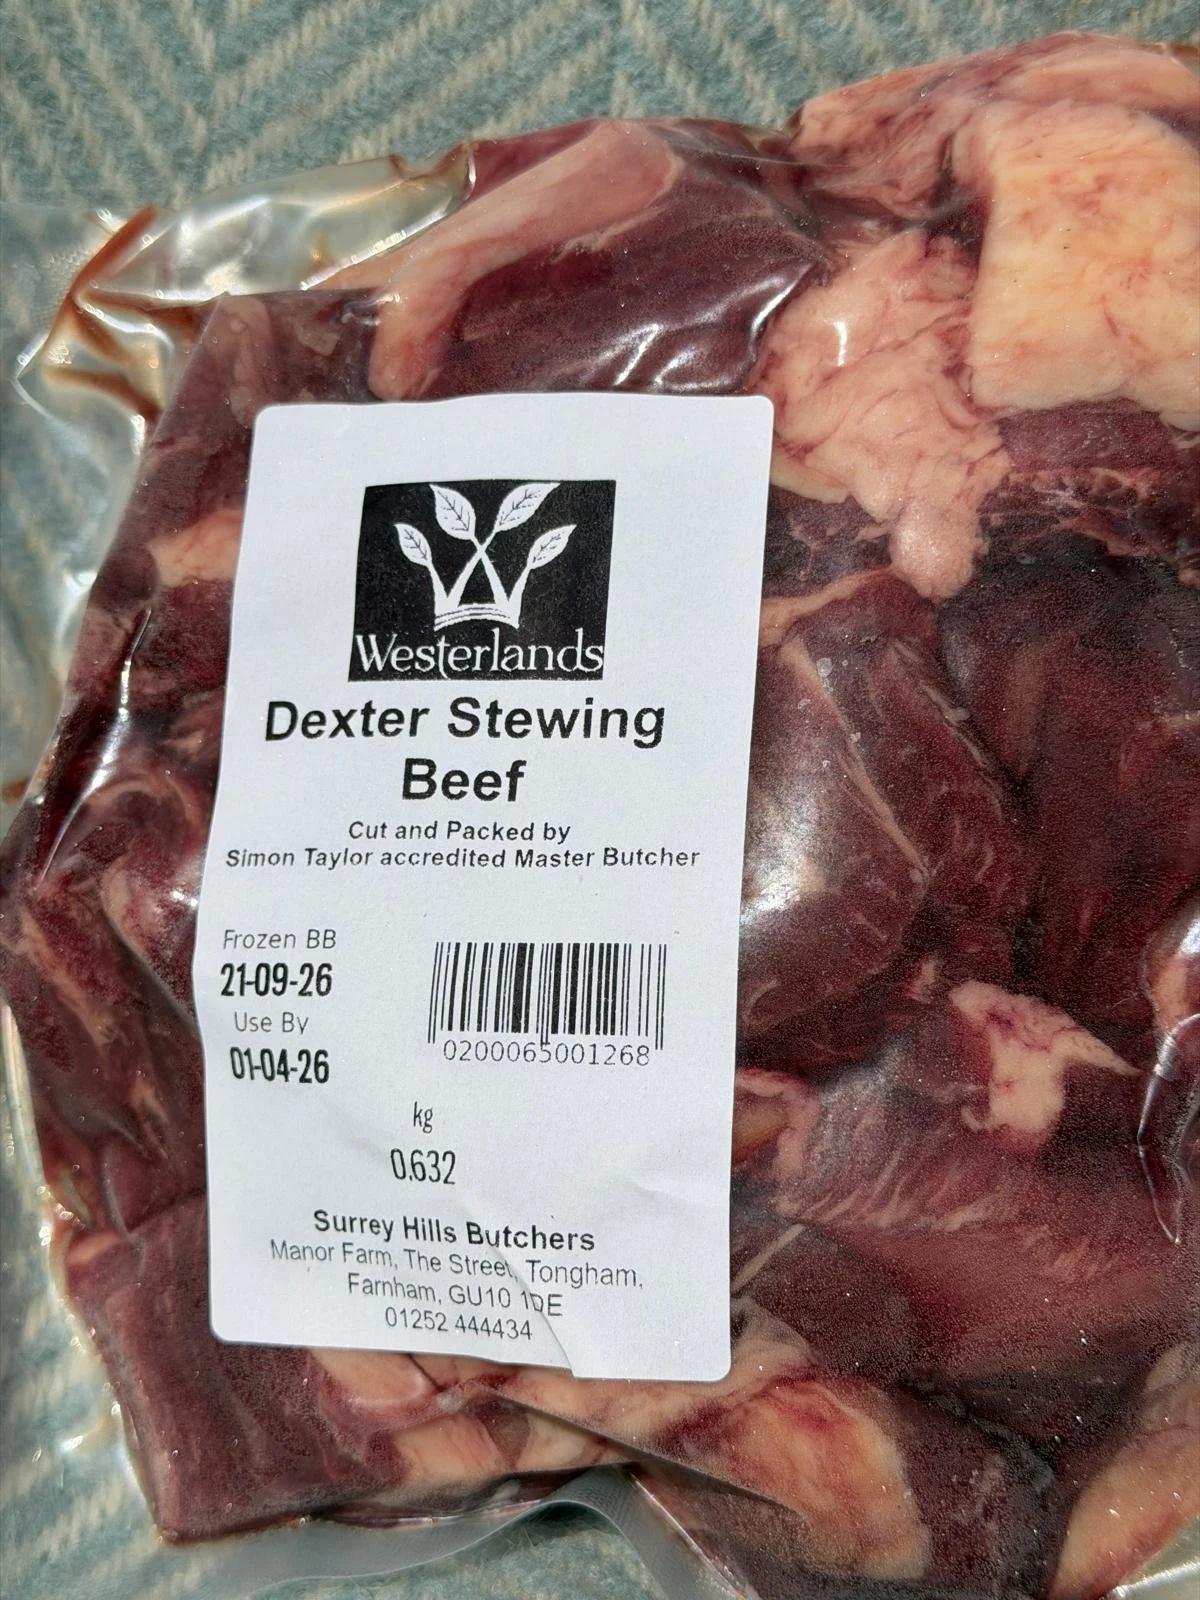 Westerlands
Dexter Stewing
Beef
Cut and Packed by
Simon Taylor accredited Master Butcher
Frozen BB
21-09-26
Use By
01-04-26
0200065001268
kg
0.632
Surrey Hills Butchers
Manor Farm, The Street, Tongham,
Farnham, GU10 1DE
01252 444434